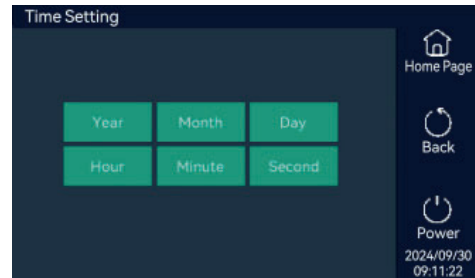 Time Setting
Home Page
Year Month Day
Back
Hour Minute Second
Power
2024/09/30
09:11:22